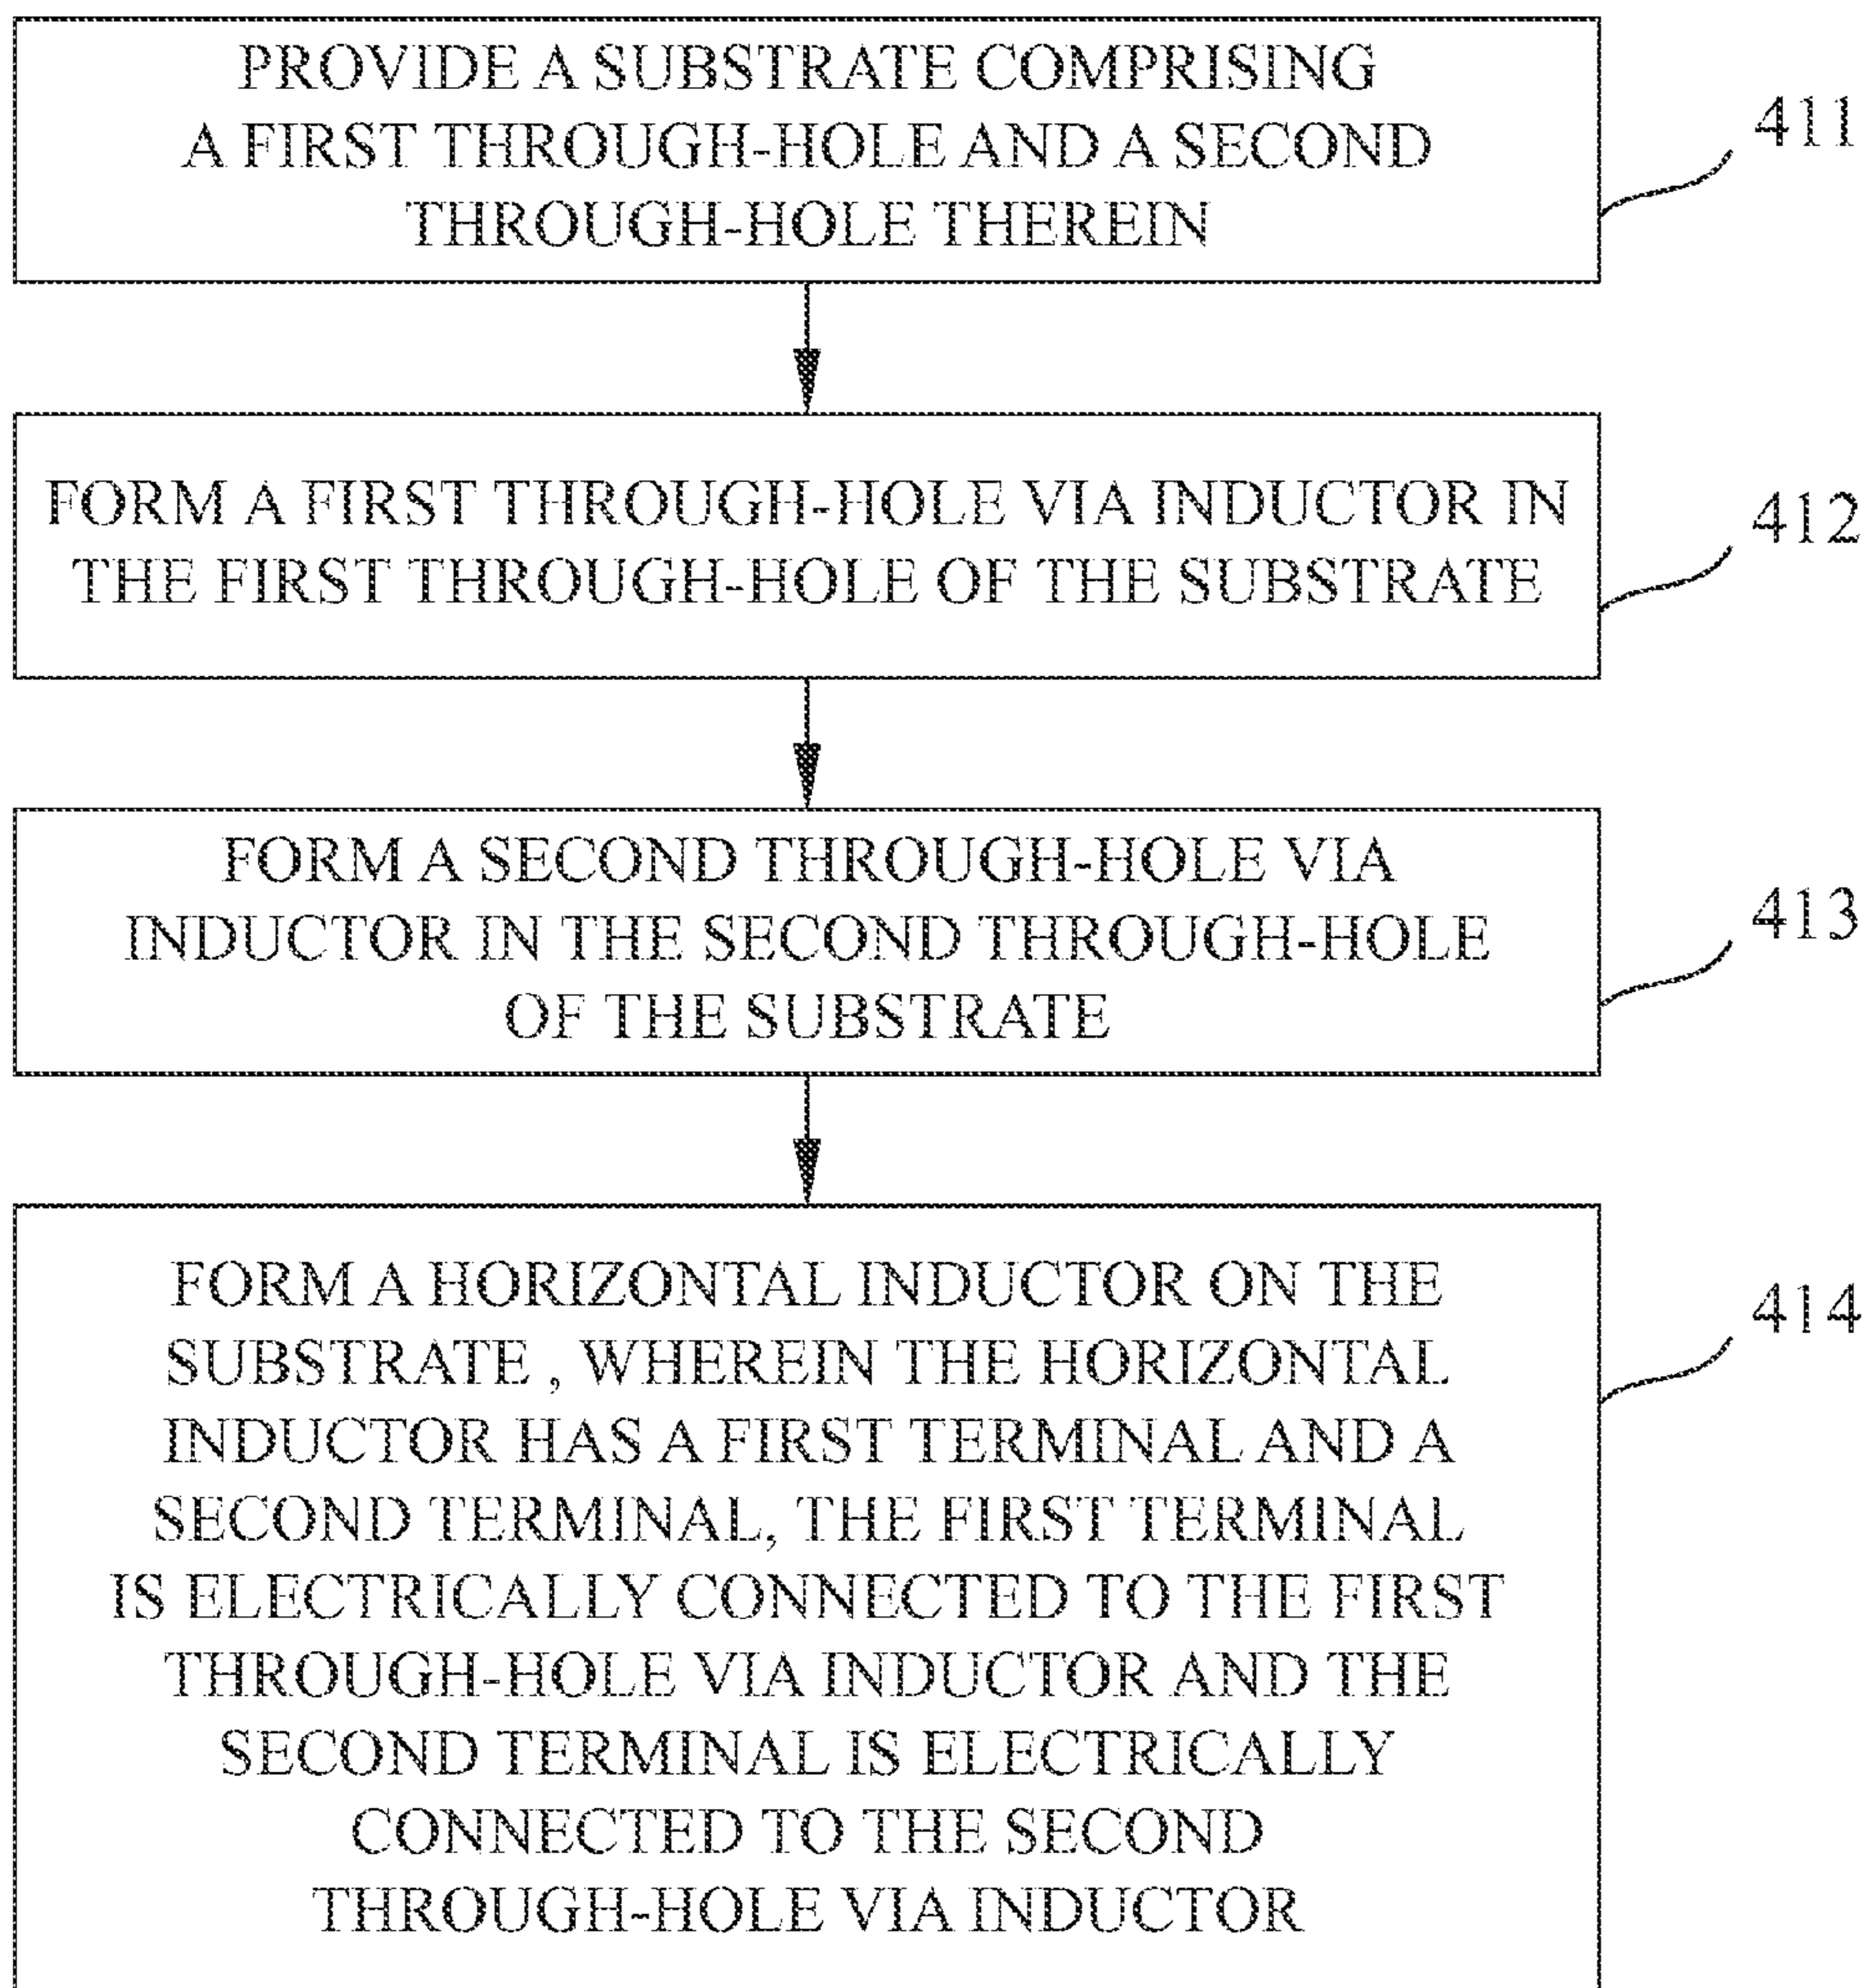 PROVIDE A SUBSTRATE COMPRISING
A FIRST THROUGH-HOLE AND A SECOND
THROUGH-HOLE THEREIN
411
FORM A FIRST THROUGH-HOLE VIA INDUCTOR IN
THE FIRST THROUGH-HOLE OF THE SUBSTRATE
412
FORM A SECOND THROUGH-HOLE VIA
INDUCTOR IN THE SECOND THROUGH-HOLE
OF THE SUBSTRATE
413
FORM A HORIZONTAL INDUCTOR ON THE
SUBSTRATE , WHEREIN THE HORIZONTAL
INDUCTOR HAS A FIRST TERMINAL AND A
SECOND TERMINAL, THE FIRST TERMINAL
IS ELECTRICALLY CONNECTED TO THE FIRST
THROUGH-HOLE VIA INDUCTOR AND THE
SECOND TERMINAL IS ELECTRICALLY
CONNECTED TO THE SECOND
THROUGH-HOLE VIA INDUCTOR
414